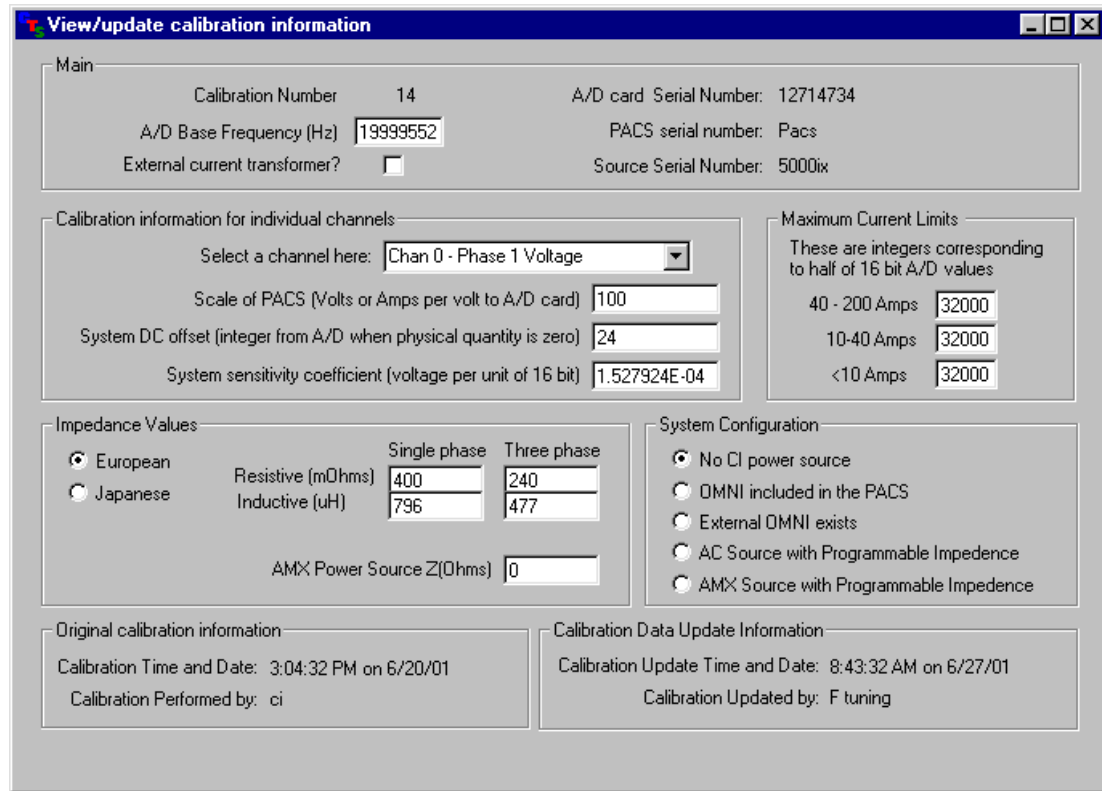 CTS View/update calibration information
Main
Calibration Number 14
A/D card Serial Number: 12714734
A/D Base Frequency (Hz) 19999552
PACS serial number: Pacs
External current transformer?
Source Serial Number: 5000ix
Calibration information for individual channels
Select a channel here: Chan 0 - Phase 1 Voltage
Scale of PACS (Volts or Amps per volt to A/D card) 100
System DC offset (integer from A/D when physical quantity is zero) 24
System sensitivity coefficient (voltage per unit of 16 bit) 1.527924E-04
Maximum Current Limits
These are integers corresponding
to half of 16 bit A/D values
40 - 200 Amps 32000
10-40 Amps 32000
<10 Amps 32000
Impedance Values
European
Japanese
Single phase Three phase
Resistive (mOhms) 400 240
Inductive (uH) 796 477
AMX Power Source Z(Ohms) 0
System Configuration
No CI power source
OMNI included in the PACS
External OMNI exists
AC Source with Programmable Impedence
AMX Source with Programmable Impedence
Original calibration information
Calibration Time and Date: 3:04:32 PM on 6/20/01
Calibration Performed by: ci
Calibration Data Update Information
Calibration Update Time and Date: 8:43:32 AM on 6/27/01
Calibration Updated by: F tuning